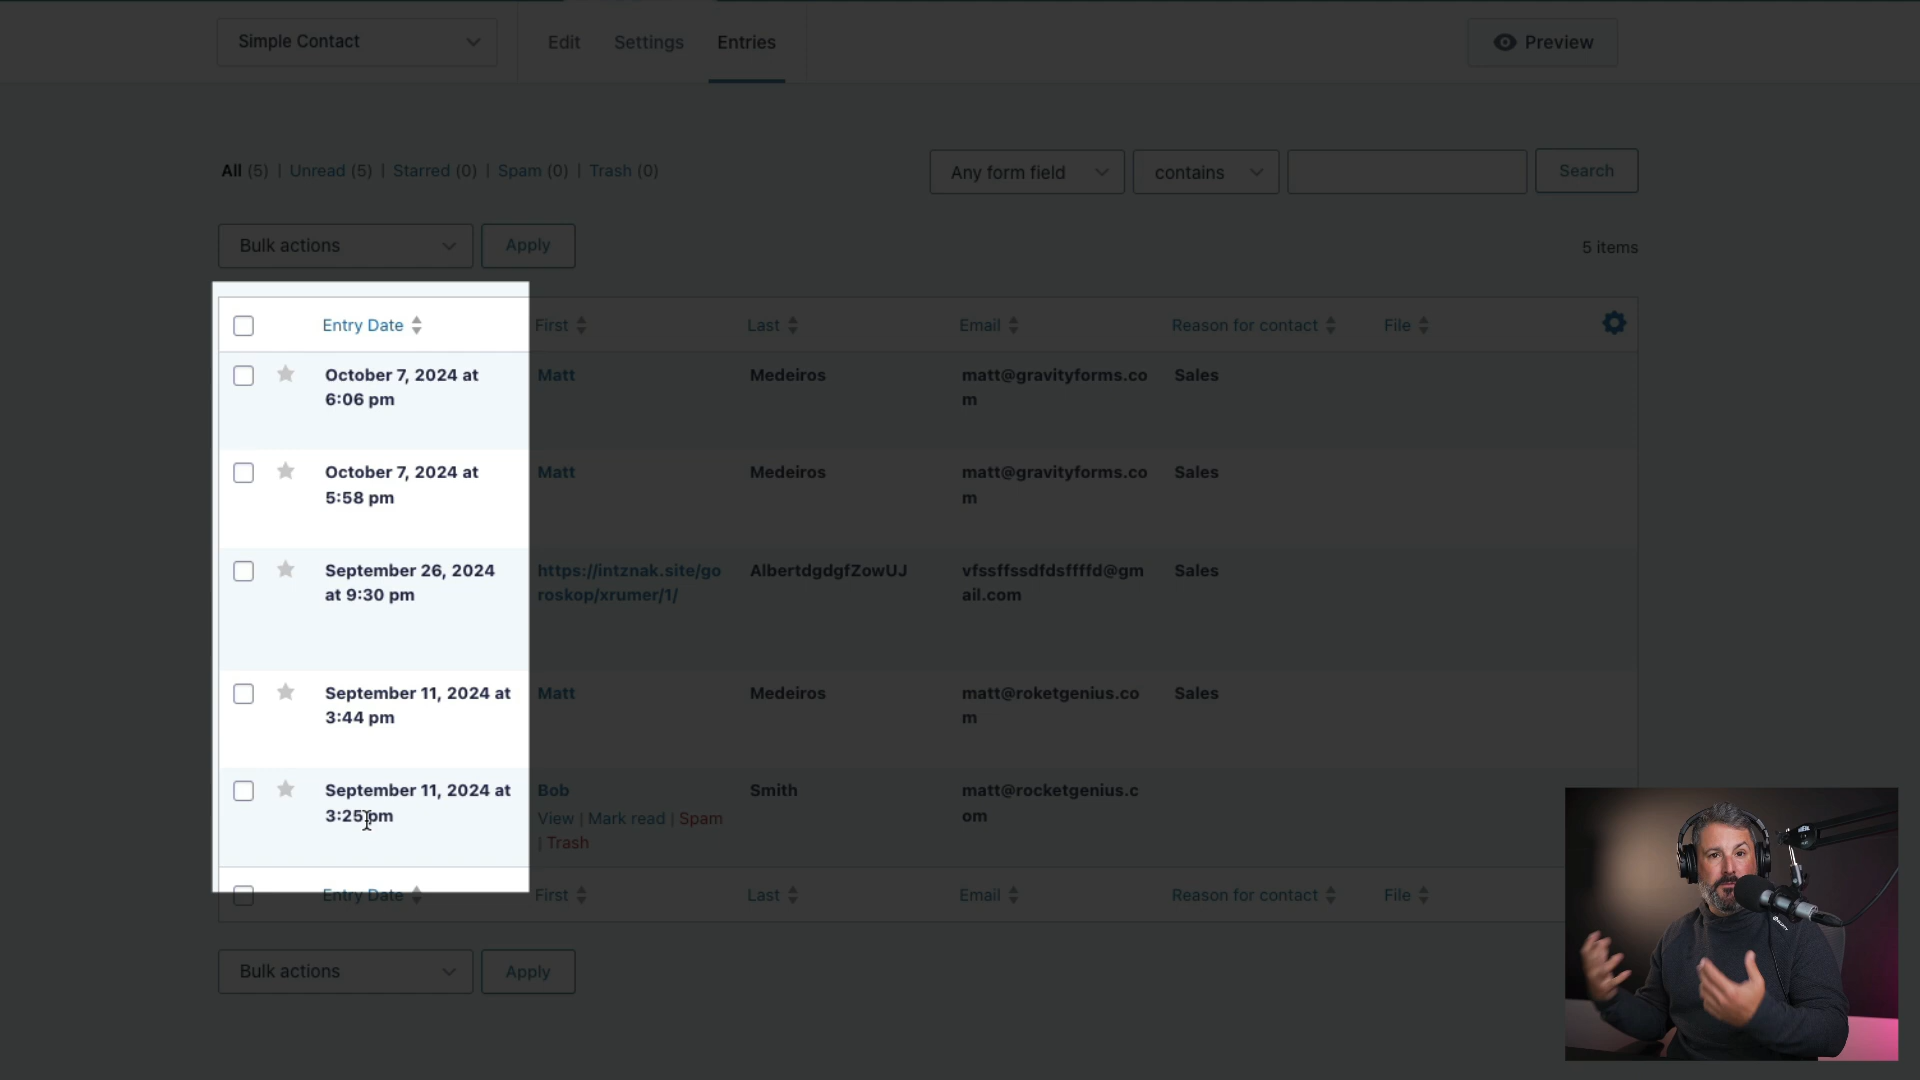 Simple Contact Edit Settings Entries Preview
All (5) | Unread (5) | Starred (0) | Spam (0) | Trash (0) Any form field contains Search
Bulk actions Apply 5 items
Entry Date First Last Email Reason for contact File
October 7, 2024 at Matt Medeiros matt@gravityforms.co Sales
6:06 pm m
October 7, 2024 at Matt Medeiros matt@gravityforms.co Sales
5:58 pm m
September 26, 2024 https://intznak.site/go AlbertdgdgfZowUJ vfssffssdfdsffffd@gm Sales
at 9:30 pm roskop/xrumer/1/ ail.com
September 11, 2024 at Matt Medeiros matt@roketgenius.co Sales
3:44 pm m
September 11, 2024 at Bob Smith matt@rocketgenius.c
3:25 pm View | Mark read | Spam om
| Trash
Entry Date First Last Email Reason for contact File
Bulk actions Apply